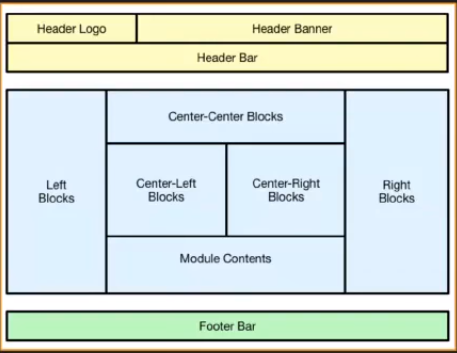 Header Logo
Header Banner
Header Bar
Center-Center Blocks
Left
Blocks
Center-Left
Blocks
Center-Right
Blocks
Right
Blocks
Module Contents
Footer Bar